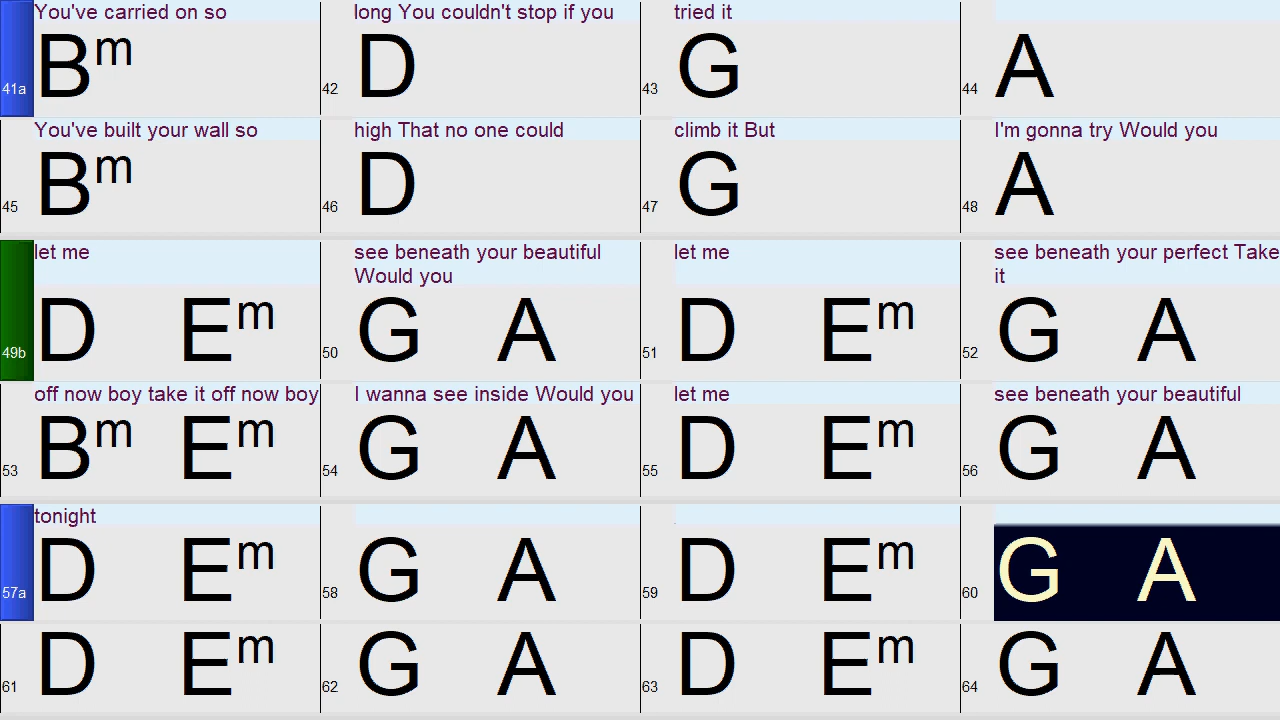 You've carried on so long You couldn't stop if you tried it
41a Bm 42 D 43 G 44 A
You've built your wall so high That no one could climb it But I'm gonna try Would you
45 Bm 46 D 47 G 48 A
let me see beneath your beautiful let me see beneath your perfect Take
Would you it
49b D Em 50 G A 51 D Em 52 G A
off now boy take it off now boy I wanna see inside Would you let me see beneath your beautiful
53 Bm Em 54 G A 55 D Em 56 G A
tonight
57a D Em 58 G A 59 D Em 60 G A
61 D Em 62 G A 63 D Em 64 G A